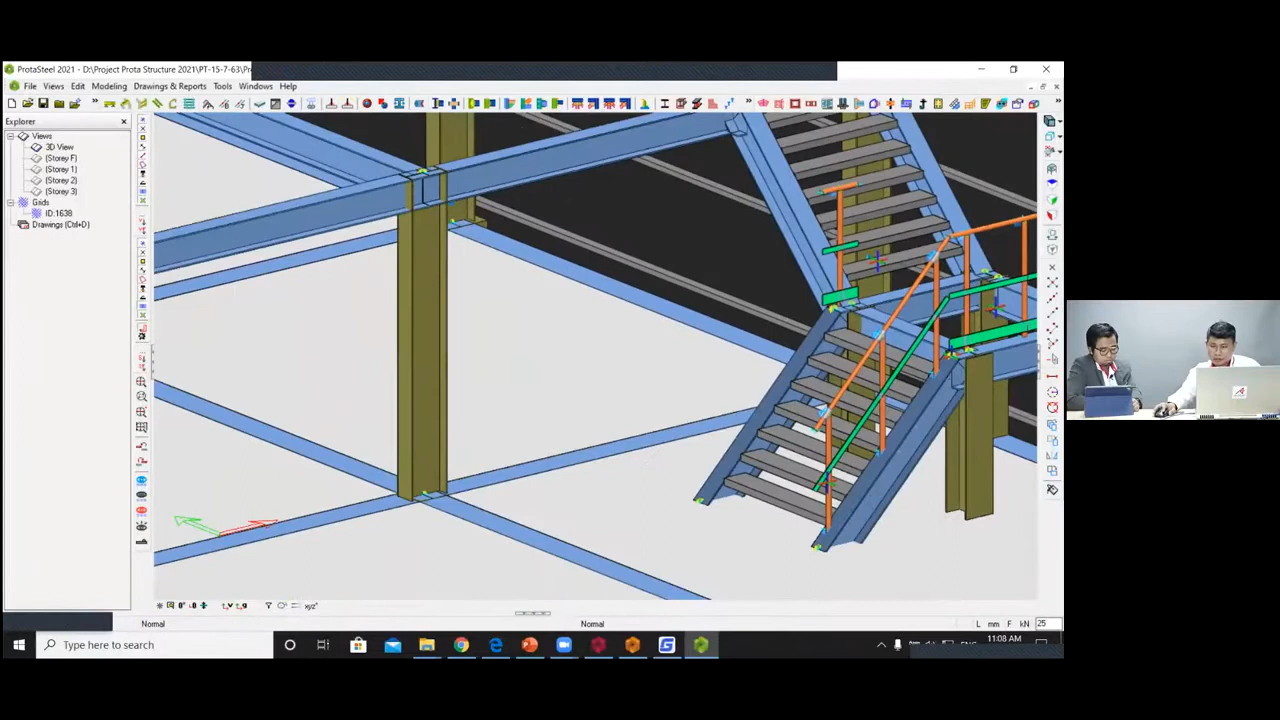 ProtaSteel 2021 - D:\Project Prota Structure 2021\PT-15-7-63\Pr
File Views Edit Modeling Drawings & Reports Tools Windows Help
Explorer
Views
3D View
(Storey F)
(Storey 1)
(Storey 2)
(Storey 3)
Grids
ID:1638
Drawings (Ctrl+D)
xyz
Normal
Normal
L mm F kN 25
Type here to search
11:08 AM